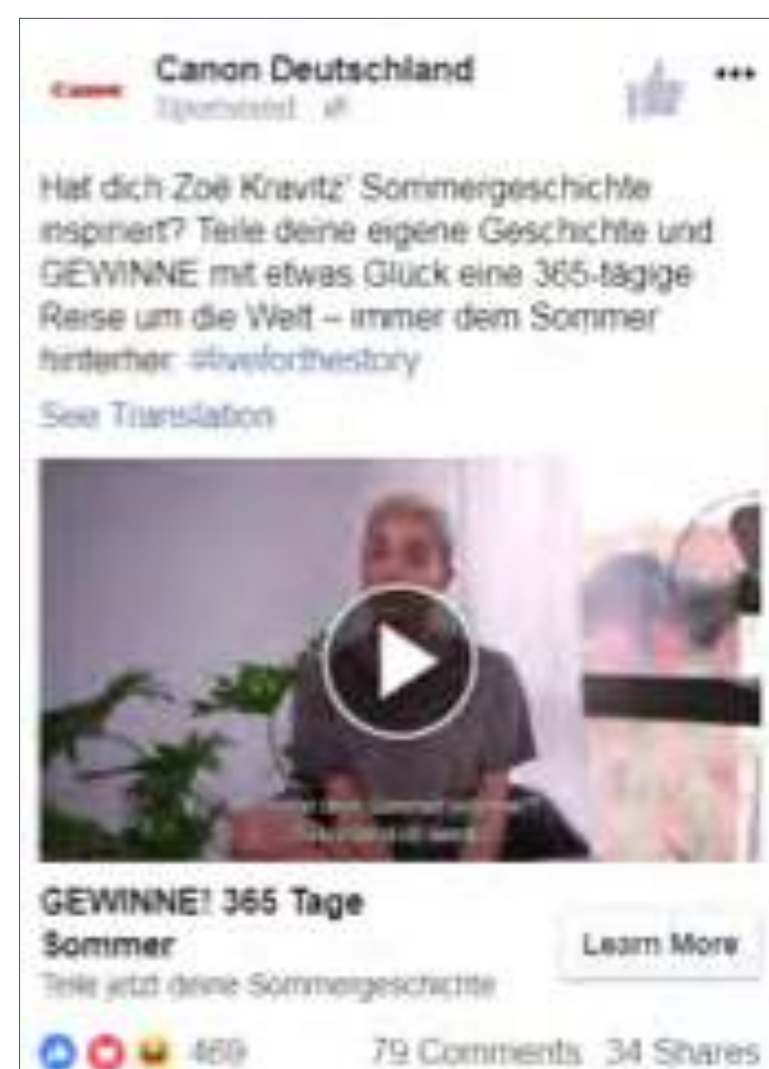 Canon Deutschland
Canon
Sponsored
Hat dich Zoë Kravitz' Sommergeschichte
inspiriert? Teile deine eigene Geschichte und
GEWINNE mit etwas Glück eine 365-tägige
Reise um die Welt – immer dem Sommer
hinterher. #liveforthestory
See Translation
GEWINNE! 365 Tage
Sommer
Learn More
Teile jetzt deine Sommergeschichte
469 79 Comments 34 Shares